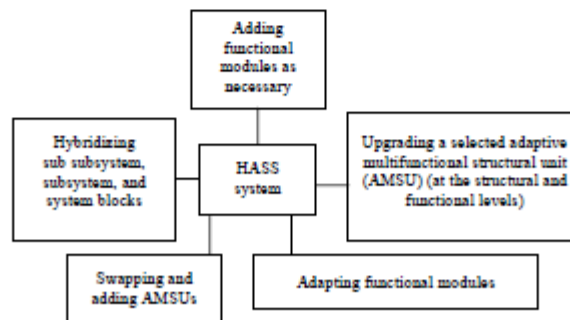 Adding
functional
modules as
necessary
Hybridizing
sub subsystem,
subsystem, and
system blocks
HASS
system
Upgrading a selected adaptive
multifunctional structural unit
(AMSU) (at the structural and
functional levels)
Swapping and
adding AMSUs
Adapting functional modules